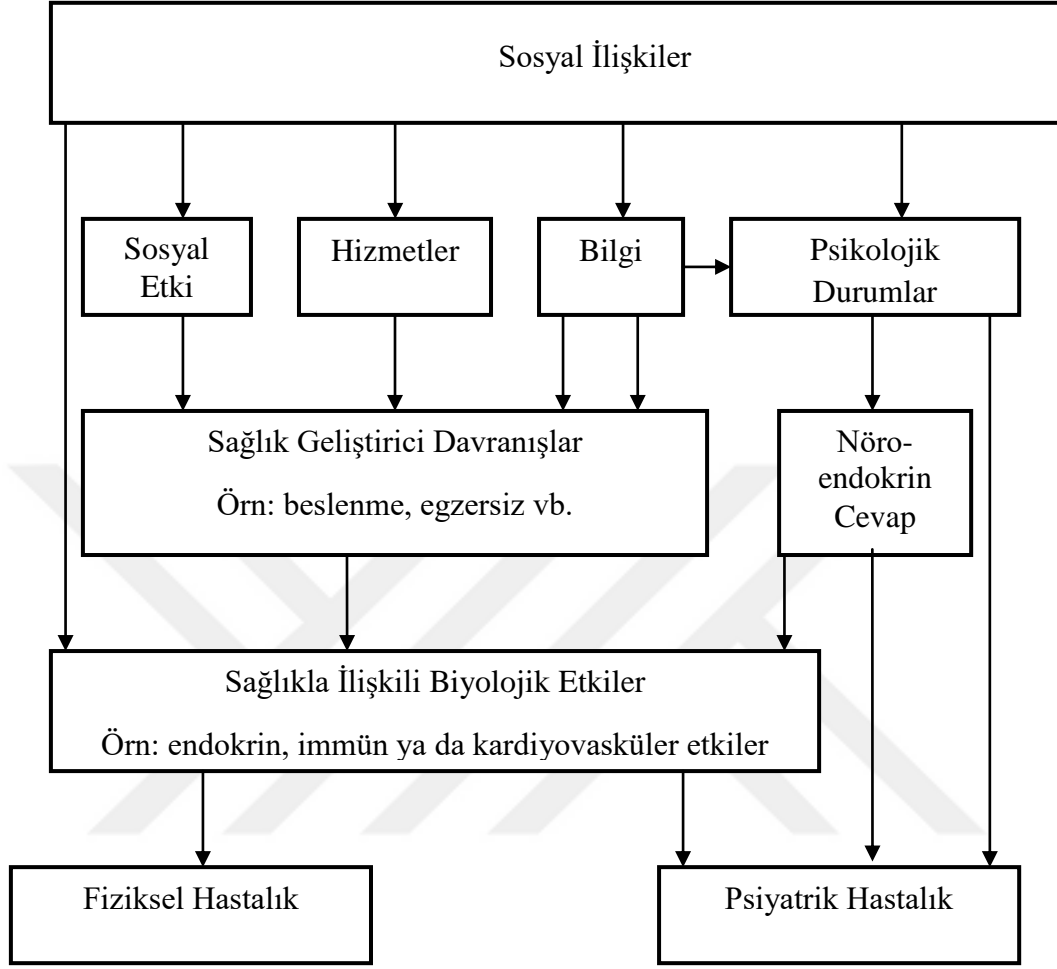 Sosyal İlişkiler
Sosyal
Etki
Hizmetler
Bilgi
Psikolojik
Durumlar
Sağlık Geliştirici Davranışlar
Örn: beslenme, egzersiz vb.
Nöro-
endokrin
Cevap
Sağlıkla İlişkili Biyolojik Etkiler
Örn: endokrin, immün ya da kardiyovasküler etkiler
Fiziksel Hastalık
Psiyatrik Hastalık